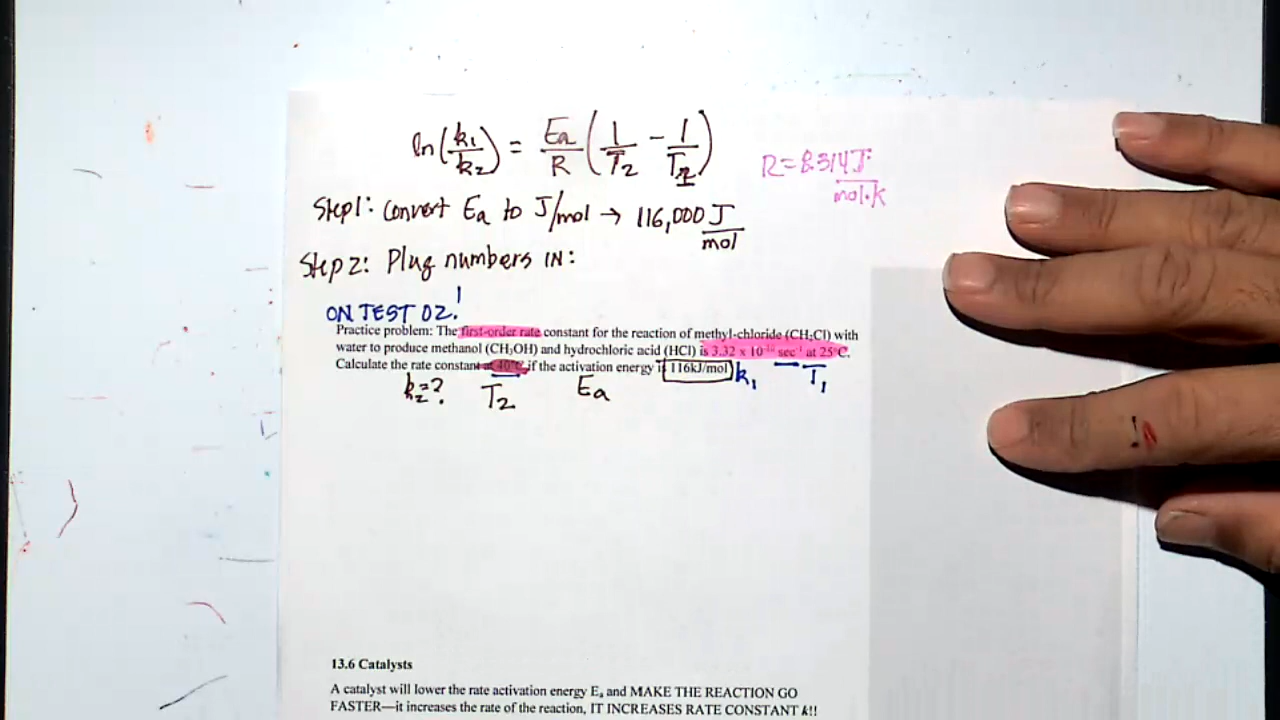 ln(k₁/k₂) = Ea/R (1/T₂ − 1/T₁)
R=8.314J/mol·k
Step1: Convert Ea to J/mol → 116,000 J/mol
Step 2: Plug numbers IN:
ON TEST 02!
Practice problem: The first-order rate constant for the reaction of methyl-chloride (CH₃Cl) with
water to produce methanol (CH₃OH) and hydrochloric acid (HCl) is 3.32 x 10⁻¹⁰ sec⁻¹ at 25°C.
Calculate the rate constant at 40°C if the activation energy is 116kJ/mol
k₂=? T₂ Ea k₁ T₁
13.6 Catalysts
A catalyst will lower the rate activation energy Eₐ and MAKE THE REACTION GO
FASTER—it increases the rate of the reaction, IT INCREASES RATE CONSTANT k!!